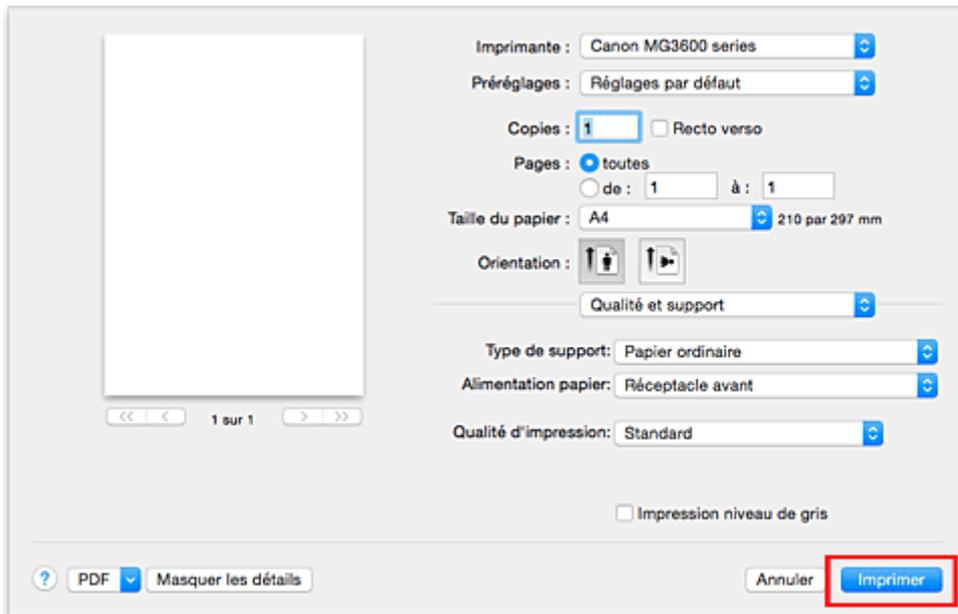 Imprimante : Canon MG3600 series
Préréglages : Réglages par défaut
Copies : 1 Recto verso
Pages : toutes
de : 1 à : 1
Taille du papier : A4 210 par 297 mm
Orientation :
Qualité et support
Type de support: Papier ordinaire
Alimentation papier: Réceptacle avant
<< < 1 sur 1 > >>
Qualité d'impression: Standard
Impression niveau de gris
? PDF Masquer les détails Annuler Imprimer